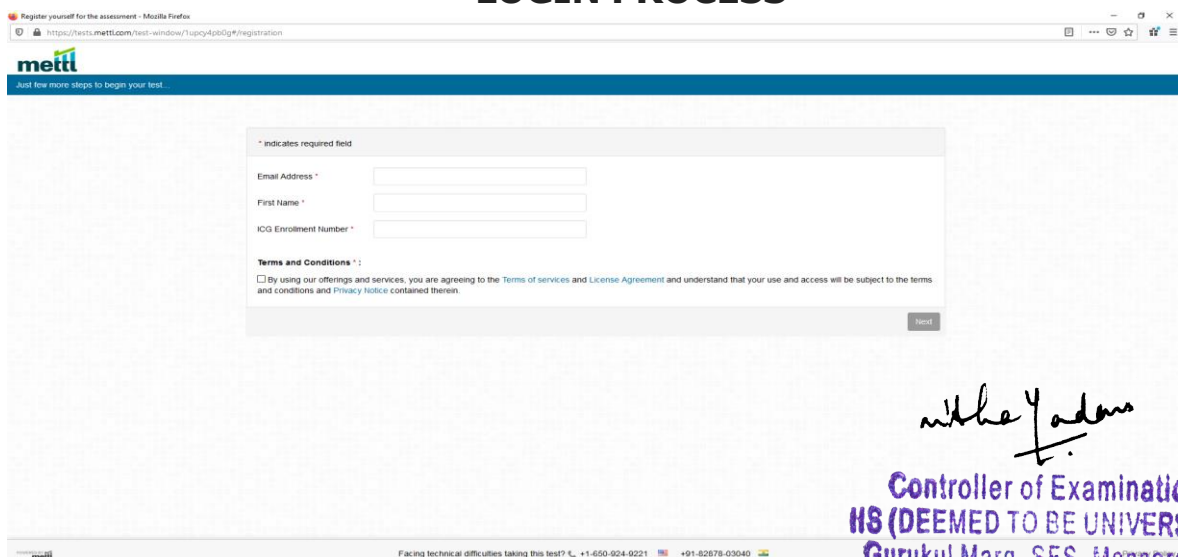 LOGIN PROCESS
Register yourself for the assessment - Mozilla Firefox
https://tests.mettl.com/test-window/1upcy4pb0g#/registration
mettl
Just few more steps to begin your test...
* indicates required field
Email Address *
First Name *
ICG Enrollment Number *
Terms and Conditions * :
By using our offerings and services, you are agreeing to the Terms of services and License Agreement and understand that your use and access will be subject to the terms
and conditions and Privacy Notice contained therein.
Next
Yadav
Controller of Examinatio
HS (DEEMED TO BE UNIVERS
Gurukul Marg, SFS,
mettl
Facing technical difficulties taking this test? +1-650-924-9221 +91-82878-03040